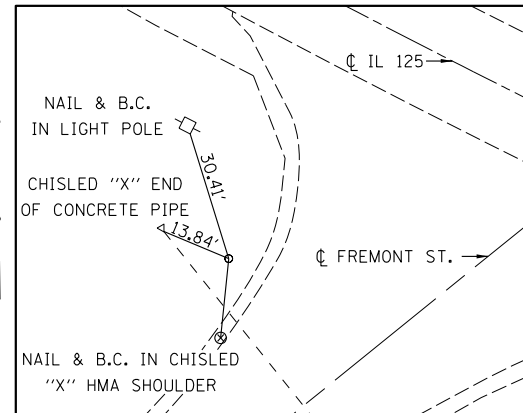 ℄ IL 125
NAIL & B.C.
IN LIGHT POLE
30.41'
CHISLED "X" END
OF CONCRETE PIPE
13.84'
℄ FREMONT ST.
NAIL & B.C. IN CHISLED
"X" HMA SHOULDER